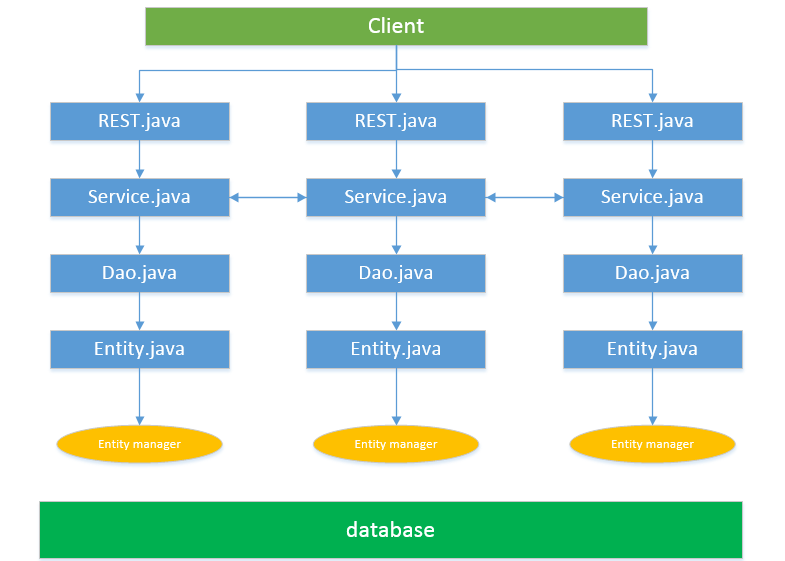 Client
REST.java
REST.java
REST.java
Service.java
Service.java
Service.java
Dao.java
Dao.java
Dao.java
Entity.java
Entity.java
Entity.java
Entity manager
Entity manager
Entity manager
database